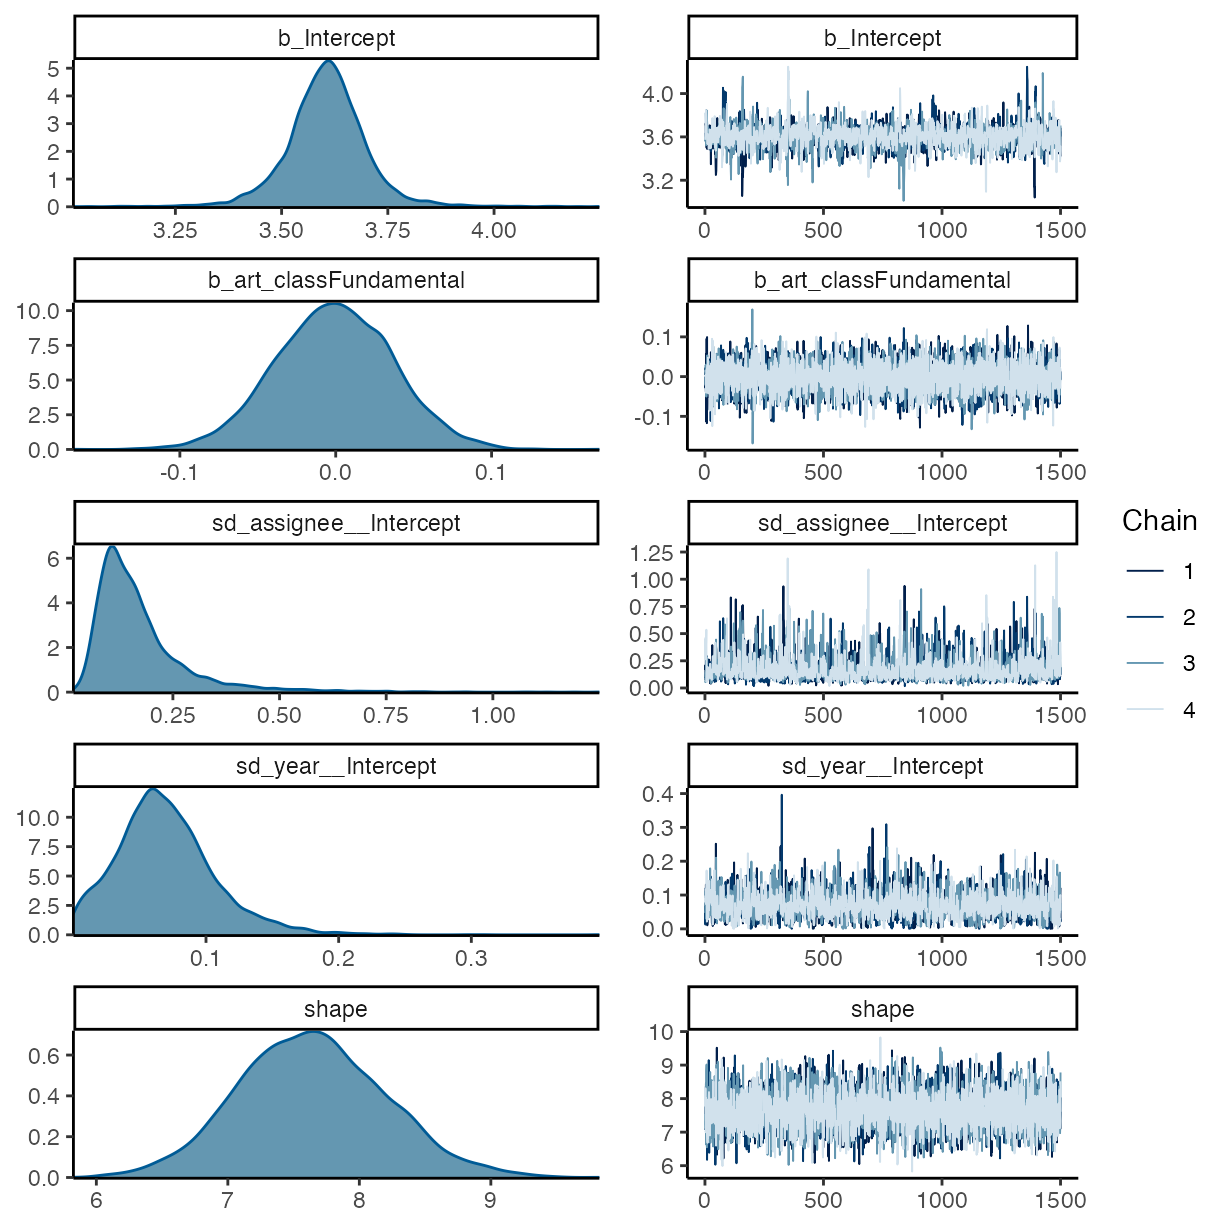 b_Intercept
5
4
3
2
1
0
3.25 3.50 3.75 4.00
b_Intercept
4.0
3.6
3.2
0 500 1000 1500
b_art_classFundamental
10.0
7.5
5.0
2.5
0.0
-0.1 0.0 0.1
b_art_classFundamental
0.1
0.0
-0.1
0 500 1000 1500
sd_assignee__Intercept
6
4
2
0
0.25 0.50 0.75 1.00
sd_assignee__Intercept
1.25
1.00
0.75
0.50
0.25
0.00
0 500 1000 1500
sd_year__Intercept
10.0
7.5
5.0
2.5
0.0
0.1 0.2 0.3
sd_year__Intercept
0.4
0.3
0.2
0.1
0.0
0 500 1000 1500
shape
0.6
0.4
0.2
0.0
6 7 8 9
shape
10
9
8
7
6
0 500 1000 1500
Chain
1
2
3
4